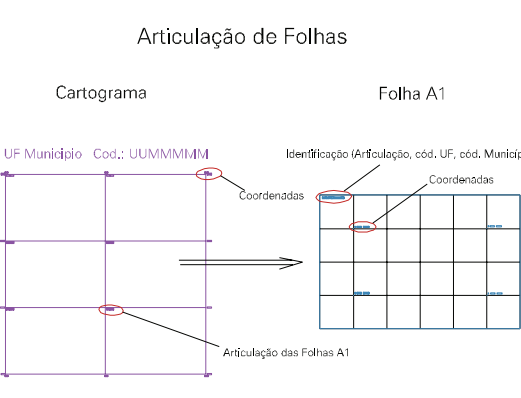 Articulação de Folhas
Cartograma
Folha A1
UF Municipio Cod.: UUMMMMM
Identificação (Articulação, cód. UF, cód. Municíp
Coordenadas
Coordenadas
Articulação das Folhas A1